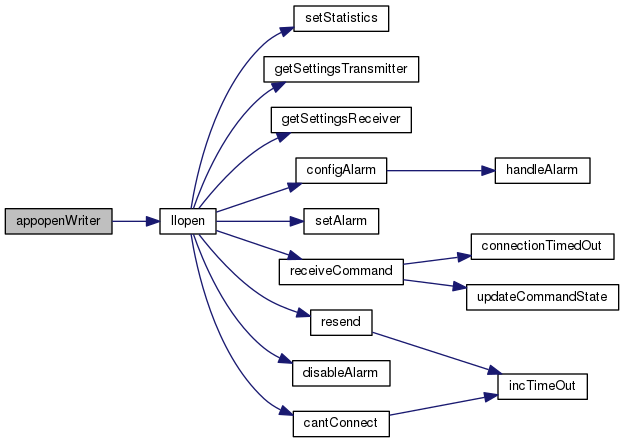 setStatistics
getSettingsTransmitter
getSettingsReceiver
configAlarm
handleAlarm
appopenWriter
llopen
setAlarm
connectionTimedOut
receiveCommand
updateCommandState
resend
disableAlarm
incTimeOut
cantConnect